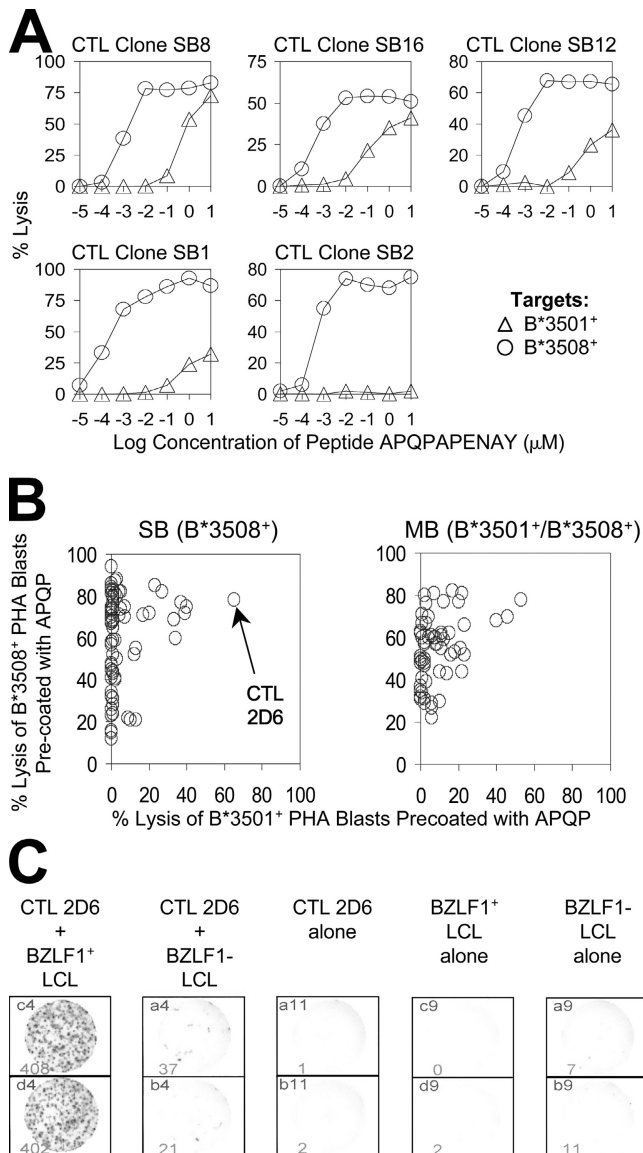 A
CTL Clone SB8
CTL Clone SB16
CTL Clone SB12
100
75
50
25
0
75
50
25
0
80
60
40
20
0
-5 -4 -3 -2 -1 0 1
-5 -4 -3 -2 -1 0 1
-5 -4 -3 -2 -1 0 1
% Lysis
CTL Clone SB1
CTL Clone SB2
100
75
50
25
0
80
60
40
20
0
-5 -4 -3 -2 -1 0 1
-5 -4 -3 -2 -1 0 1
Targets:
B*3501+
B*3508+
Log Concentration of Peptide APQPAPENAY (μM)
B
SB (B*3508+)
MB (B*3501+/B*3508+)
% Lysis of B*3508+ PHA Blasts
Pre-coated with APQP
100
80
60
40
20
0
100
80
60
40
20
0
CTL
2D6
0 20 40 60 80 100
0 20 40 60 80 100
% Lysis of B*3501+ PHA Blasts Precoated with APQP
C
CTL 2D6
+
BZLF1+
LCL
CTL 2D6
+
BZLF1-
LCL
CTL 2D6
alone
BZLF1+
LCL
alone
BZLF1-
LCL
alone
c4
408
a4
37
a11
1
c9
0
a9
7
d4
402
b4
21
b11
2
d9
2
b9
11